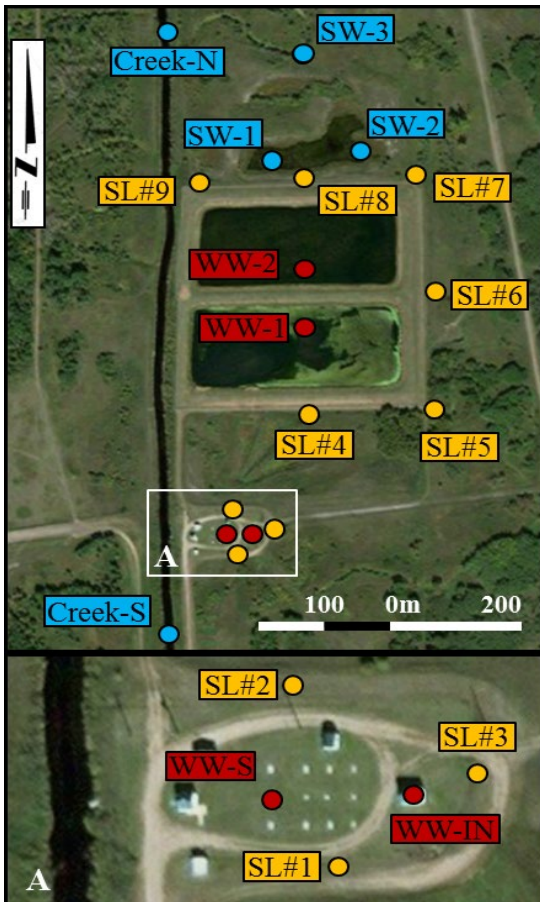 SW-3
Creek-N
SW-1
SW-2
SL#9
SL#8
SL#7
WW-2
SL#6
WW-1
SL#4
SL#5
A
Creek-S
100 0m 200
SL#2
SL#3
WW-S
WW-IN
SL#1
A
N